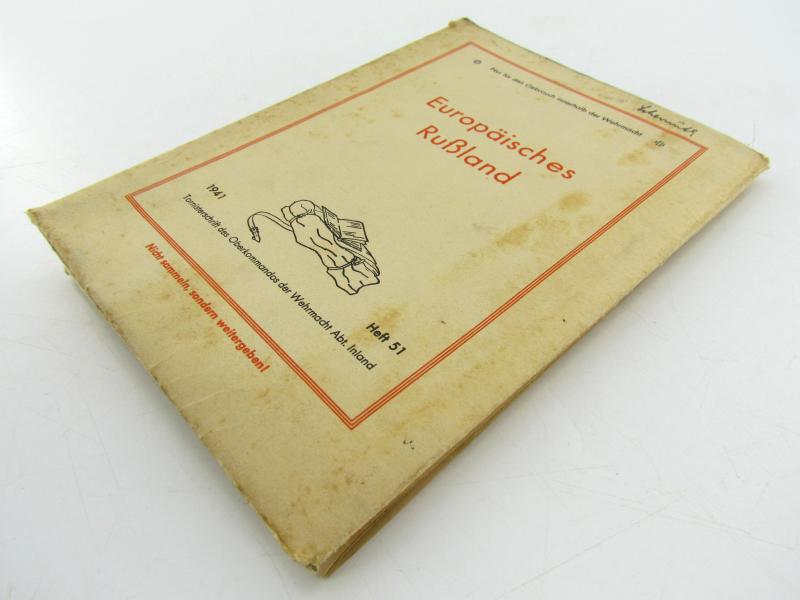 Nur für den Gebrauch innerhalb der Wehrmacht
Europäisches
Rußland
1941
Heft 51
Tornisterschrift des Oberkommandos der Wehrmacht Abt. Inland
Nicht sammeln, sondern weitergeben!